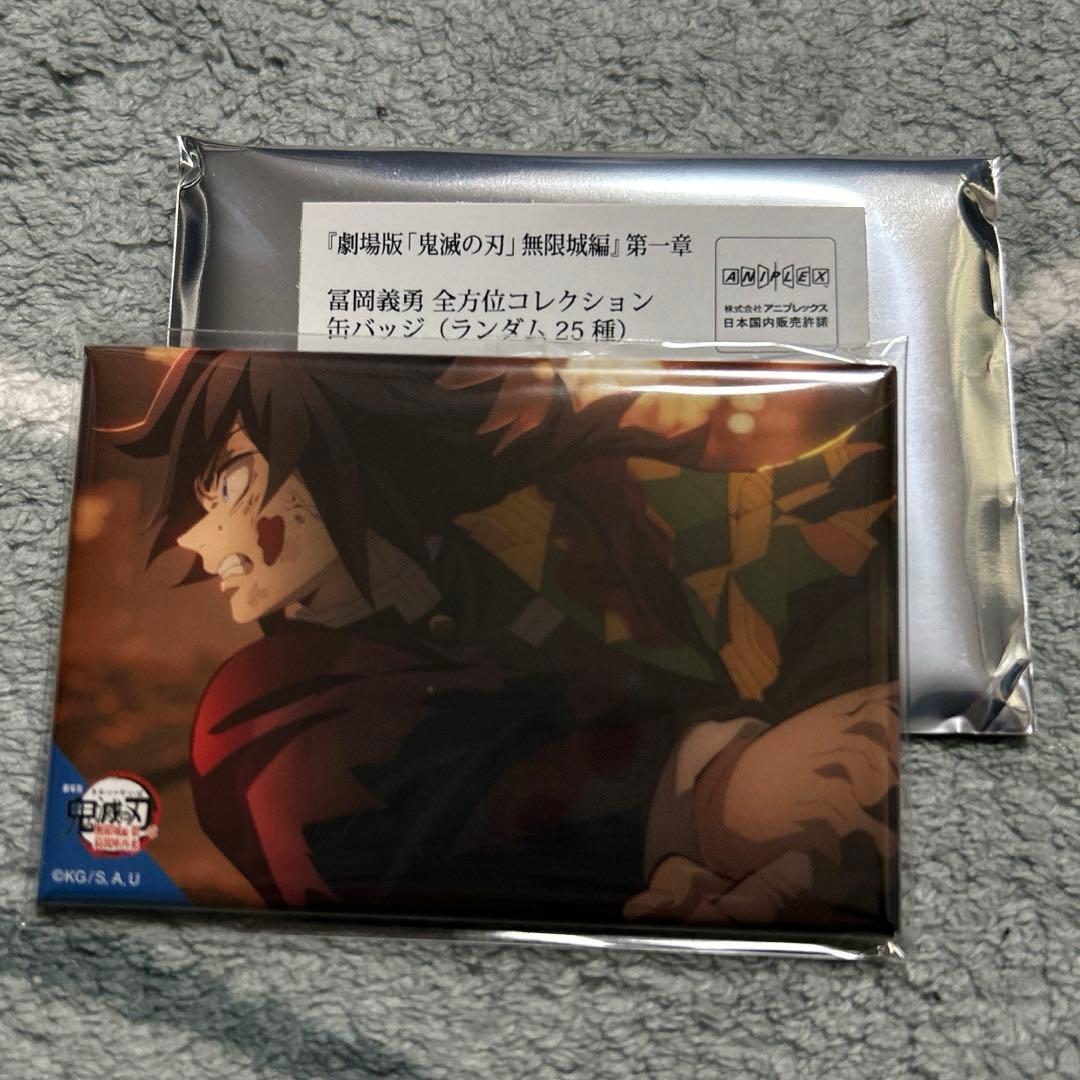 『劇場版「鬼滅の刃」無限城編』第一章
冨岡義勇 全方位コレクション
缶バッジ（ランダム25種）
ANIPLEX
株式会社アニプレックス
日本国内販売許諾
鬼滅の刃
©KG/S, A, U